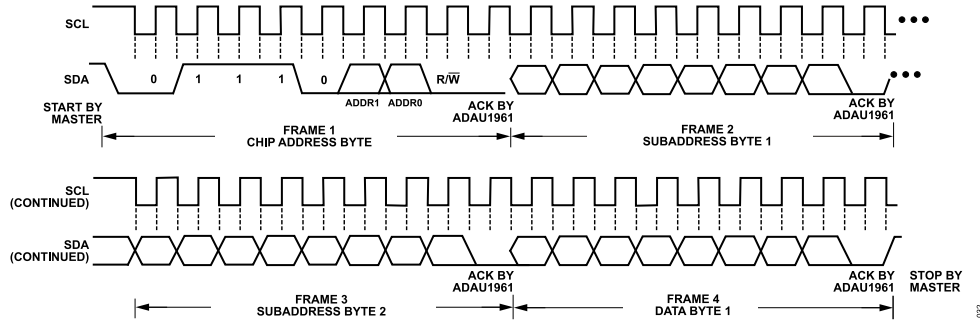 SCL
SDA
0 1 1 1 0 R/W̅
ADDR1 ADDR0
START BY
MASTER
ACK BY
ADAU1961
ACK BY
ADAU1961
FRAME 1
CHIP ADDRESS BYTE
FRAME 2
SUBADDRESS BYTE 1
SCL
(CONTINUED)
SDA
(CONTINUED)
ACK BY
ADAU1961
ACK BY
ADAU1961
STOP BY
MASTER
FRAME 3
SUBADDRESS BYTE 2
FRAME 4
DATA BYTE 1